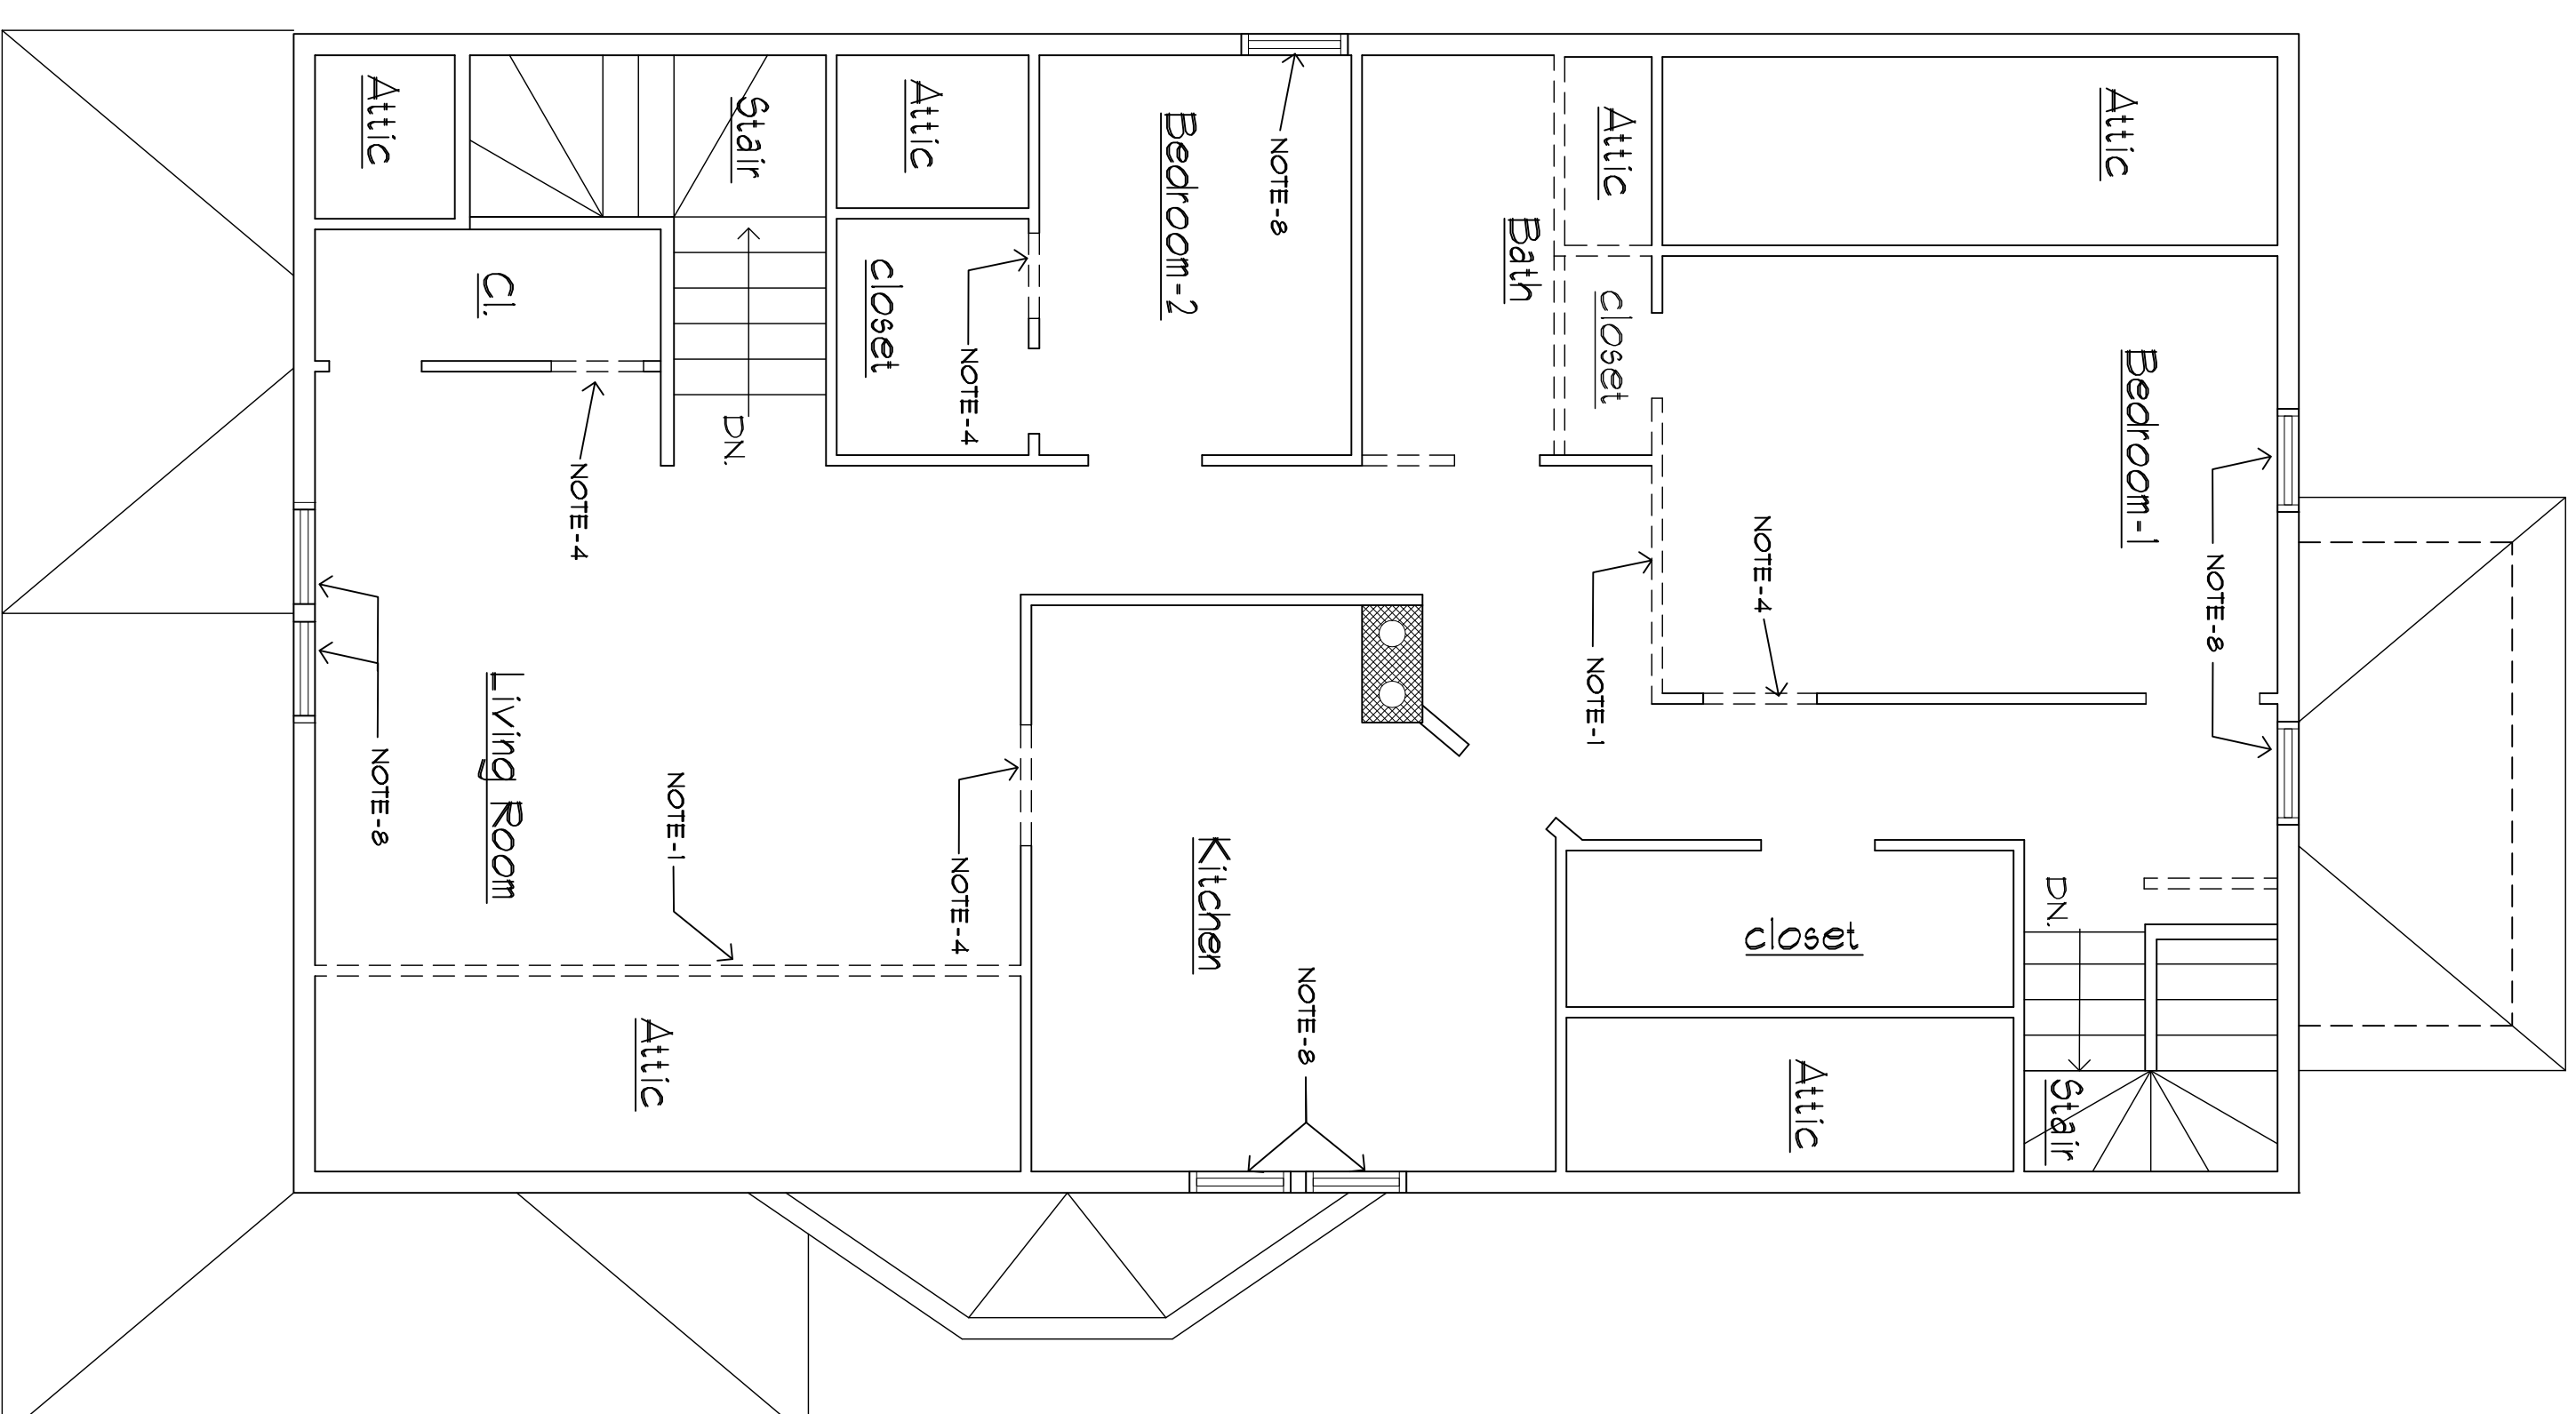 Attic
Stair
Attic
Bedroom-2
NOTE-8
Attic
Attic
Bath
Cl.
closet
NOTE-4
closet
Bedroom-1
DN.
NOTE-4
NOTE-4
NOTE-8
NOTE-1
Living Room
NOTE-8
NOTE-1
NOTE-4
Kitchen
DN.
closet
NOTE-8
Attic
Attic
Stair